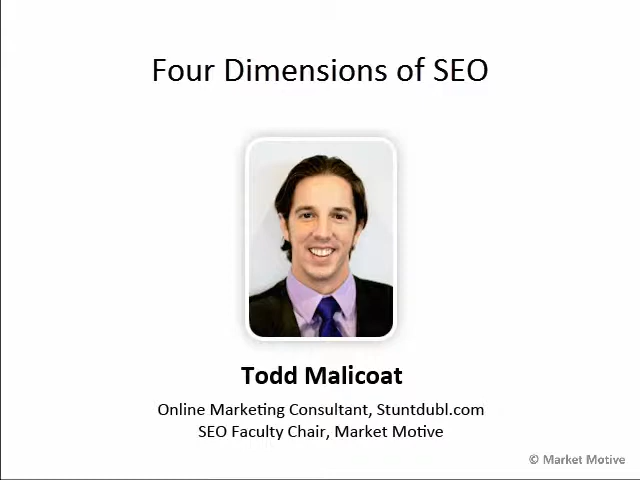 Four Dimensions of SEO
Todd Malicoat
Online Marketing Consultant, Stuntdubl.com
SEO Faculty Chair, Market Motive
© Market Motive